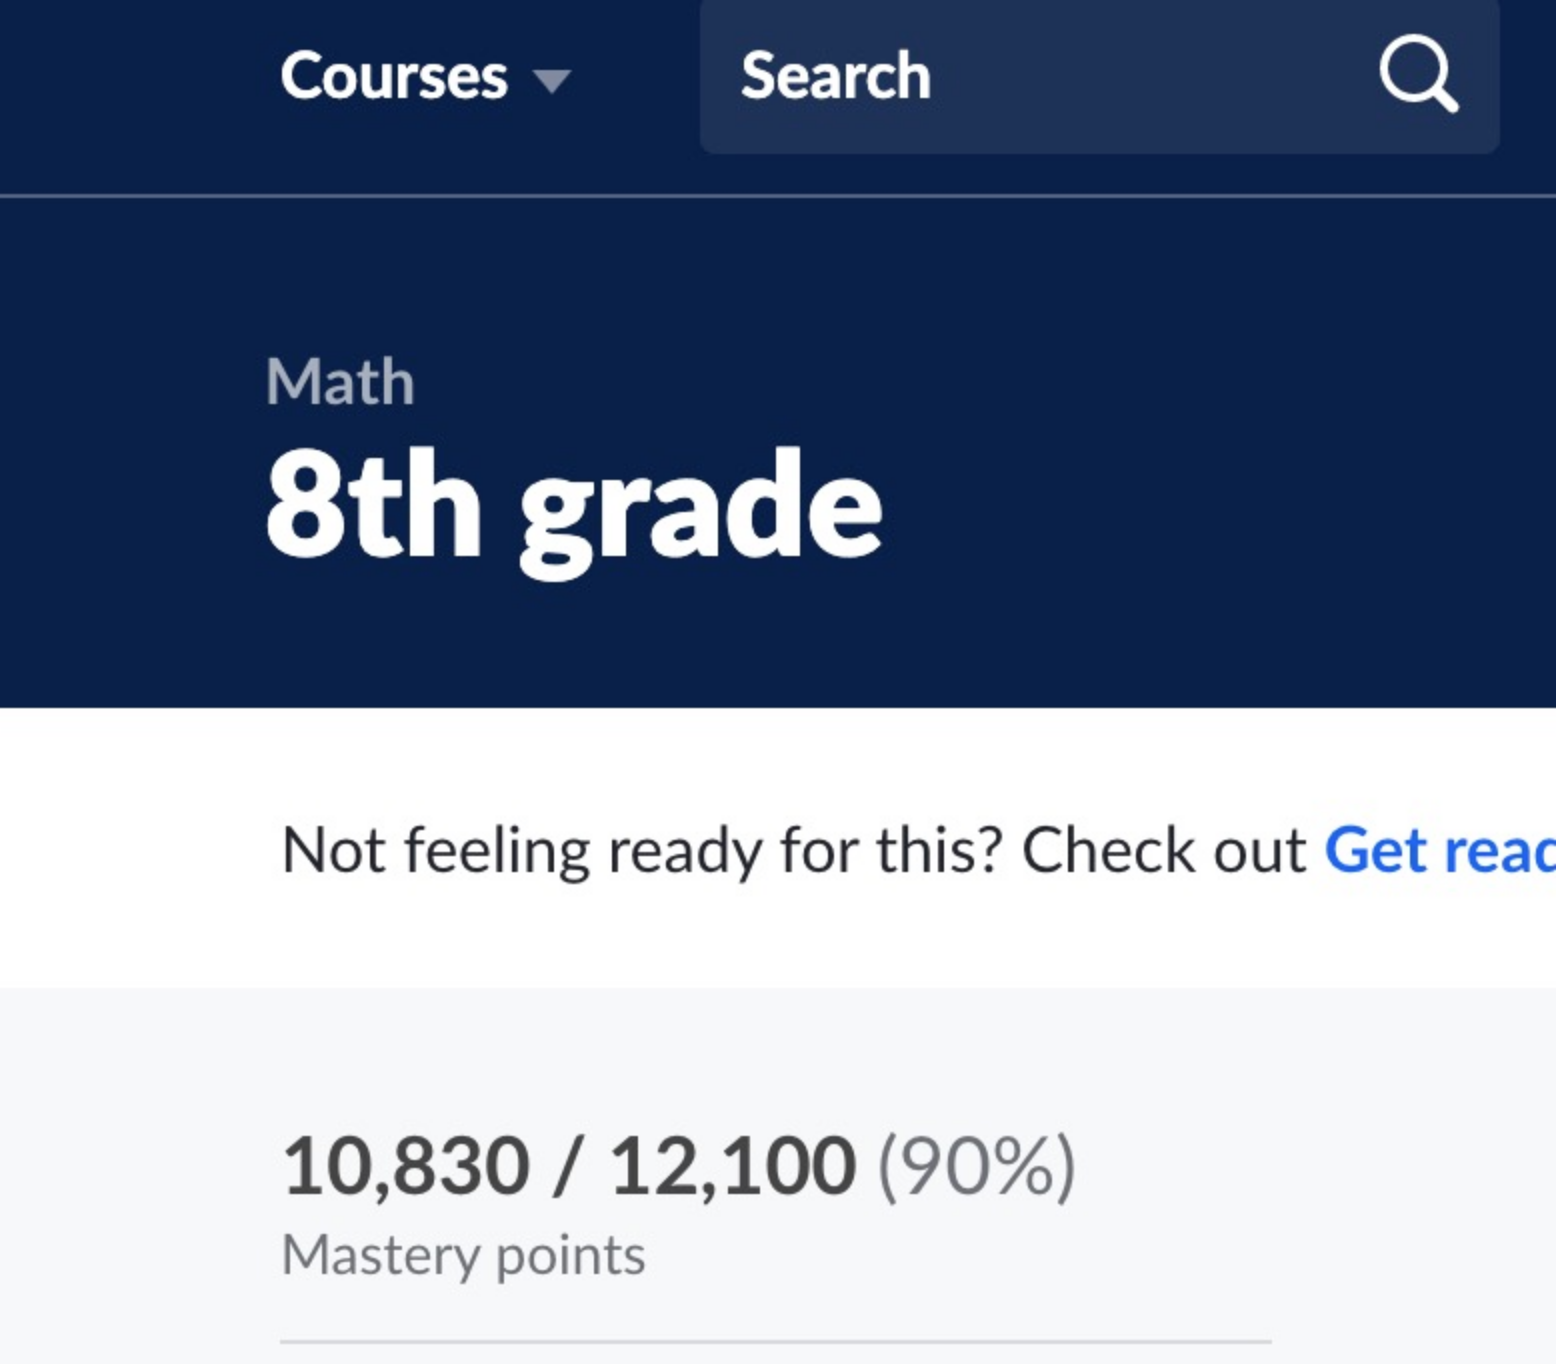 Courses
Search
Math
8th grade
Not feeling ready for this? Check out Get read
10,830 / 12,100 (90%)
Mastery points